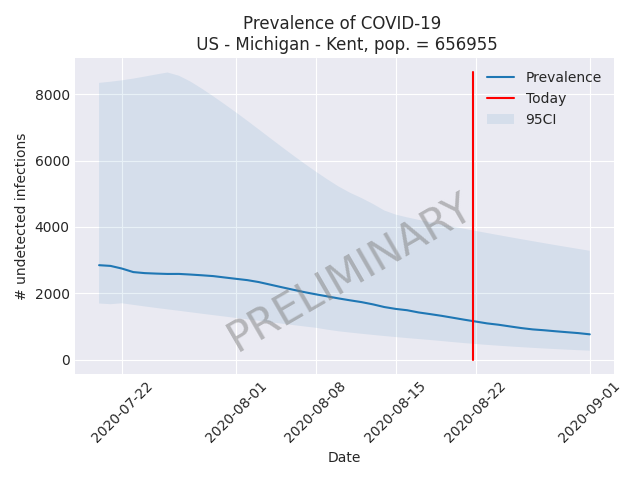 Prevalence of COVID-19
US - Michigan - Kent, pop. = 656955
Prevalence
Today
95CI
8000
6000
4000
2000
0
# undetected infections
PRELIMINARY
2020-07-22
2020-08-01
2020-08-08
2020-08-15
2020-08-22
2020-09-01
Date